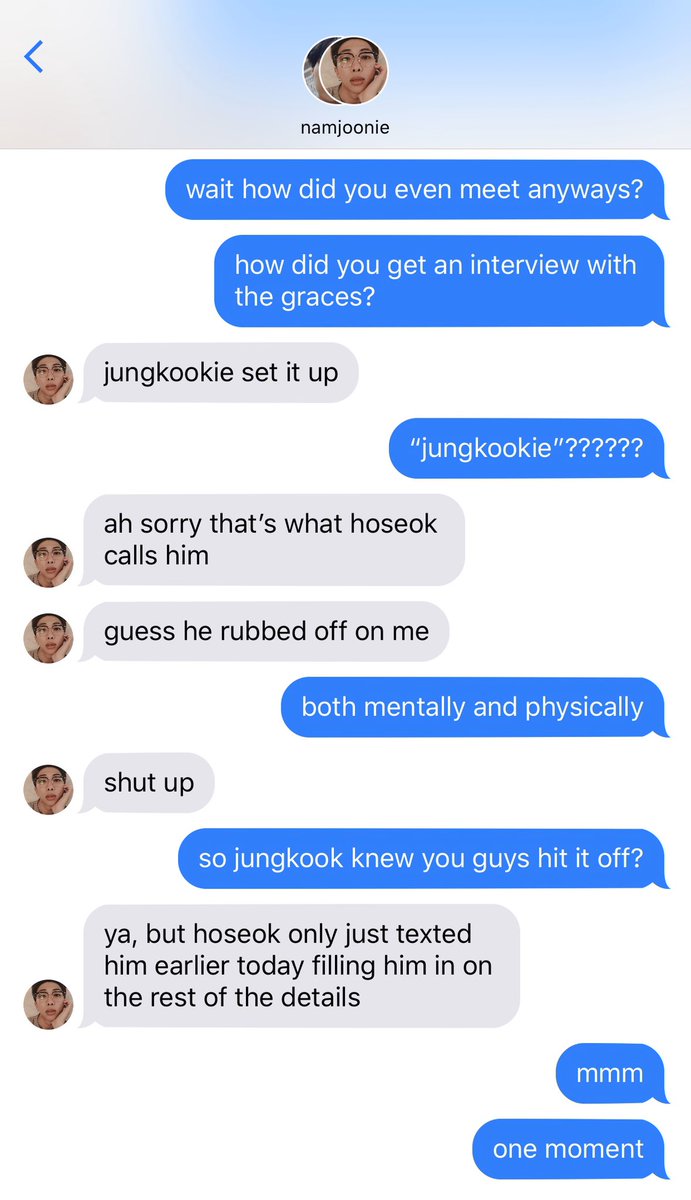 namjoonie
wait how did you even meet anyways?
how did you get an interview with
the graces?
jungkookie set it up
“jungkookie”??????
ah sorry that’s what hoseok
calls him
guess he rubbed off on me
both mentally and physically
shut up
so jungkook knew you guys hit it off?
ya, but hoseok only just texted
him earlier today filling him in on
the rest of the details
mmm
one moment